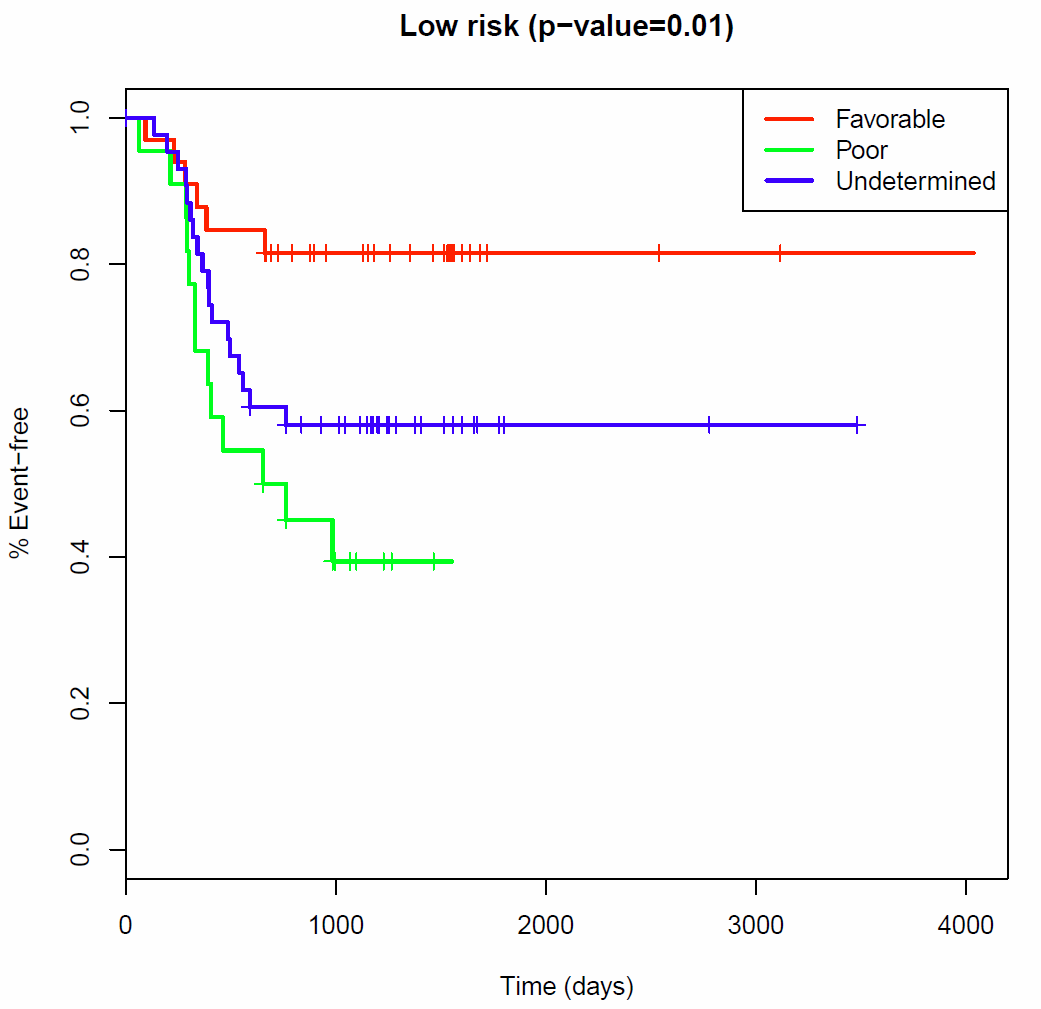 Low risk (p−value=0.01)
Favorable
Poor
Undetermined
1.0
0.8
0.6
0.4
0.2
0.0
% Event−free
0 1000 2000 3000 4000
Time (days)